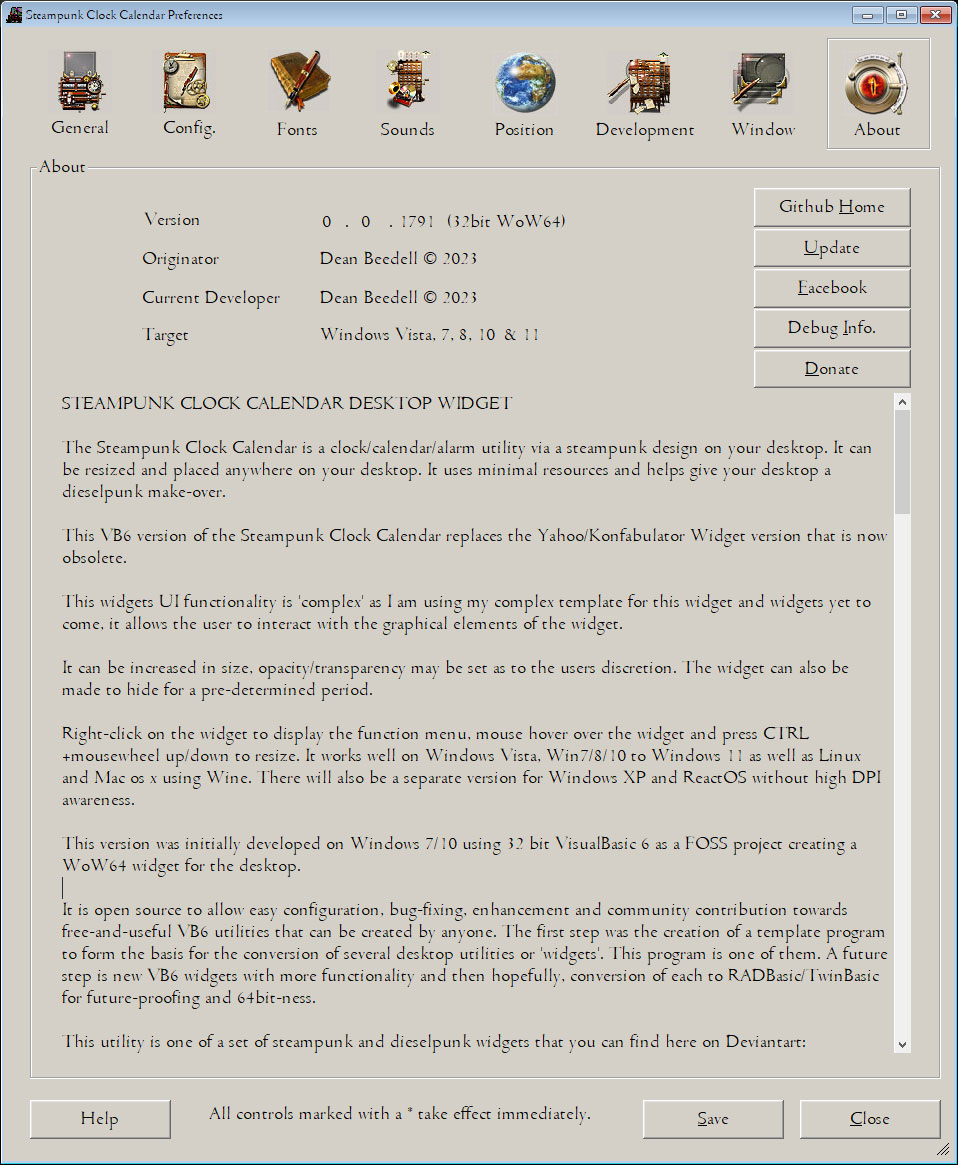 Steampunk Clock Calendar Preferences
General
Config.
Fonts
Sounds
Position
Development
Window
About
About
Version 0 . 0 . 1791 (32bit WoW64)
Originator Dean Beedell © 2023
Current Developer Dean Beedell © 2023
Target Windows Vista, 7, 8, 10 & 11
Github Home
Update
Facebook
Debug Info.
Donate
STEAMPUNK CLOCK CALENDAR DESKTOP WIDGET
The Steampunk Clock Calendar is a clock/calendar/alarm utility via a steampunk design on your desktop. It can
be resized and placed anywhere on your desktop. It uses minimal resources and helps give your desktop a
dieselpunk make-over.
This VB6 version of the Steampunk Clock Calendar replaces the Yahoo/Konfabulator Widget version that is now
obsolete.
This widgets UI functionality is 'complex' as I am using my complex template for this widget and widgets yet to
come, it allows the user to interact with the graphical elements of the widget.
It can be increased in size, opacity/transparency may be set as to the users discretion. The widget can also be
made to hide for a pre-determined period.
Right-click on the widget to display the function menu, mouse hover over the widget and press CTRL
+mousewheel up/down to resize. It works well on Windows Vista, Win7/8/10 to Windows 11 as well as Linux
and Mac os x using Wine. There will also be a separate version for Windows XP and ReactOS without high DPI
awareness.
This version was initially developed on Windows 7/10 using 32 bit VisualBasic 6 as a FOSS project creating a
WoW64 widget for the desktop.
It is open source to allow easy configuration, bug-fixing, enhancement and community contribution towards
free-and-useful VB6 utilities that can be created by anyone. The first step was the creation of a template program
to form the basis for the conversion of several desktop utilities or 'widgets'. This program is one of them. A future
step is new VB6 widgets with more functionality and then hopefully, conversion of each to RADBasic/TwinBasic
for future-proofing and 64bit-ness.
This utility is one of a set of steampunk and dieselpunk widgets that you can find here on Deviantart:
Help
All controls marked with a * take effect immediately.
Save
Close